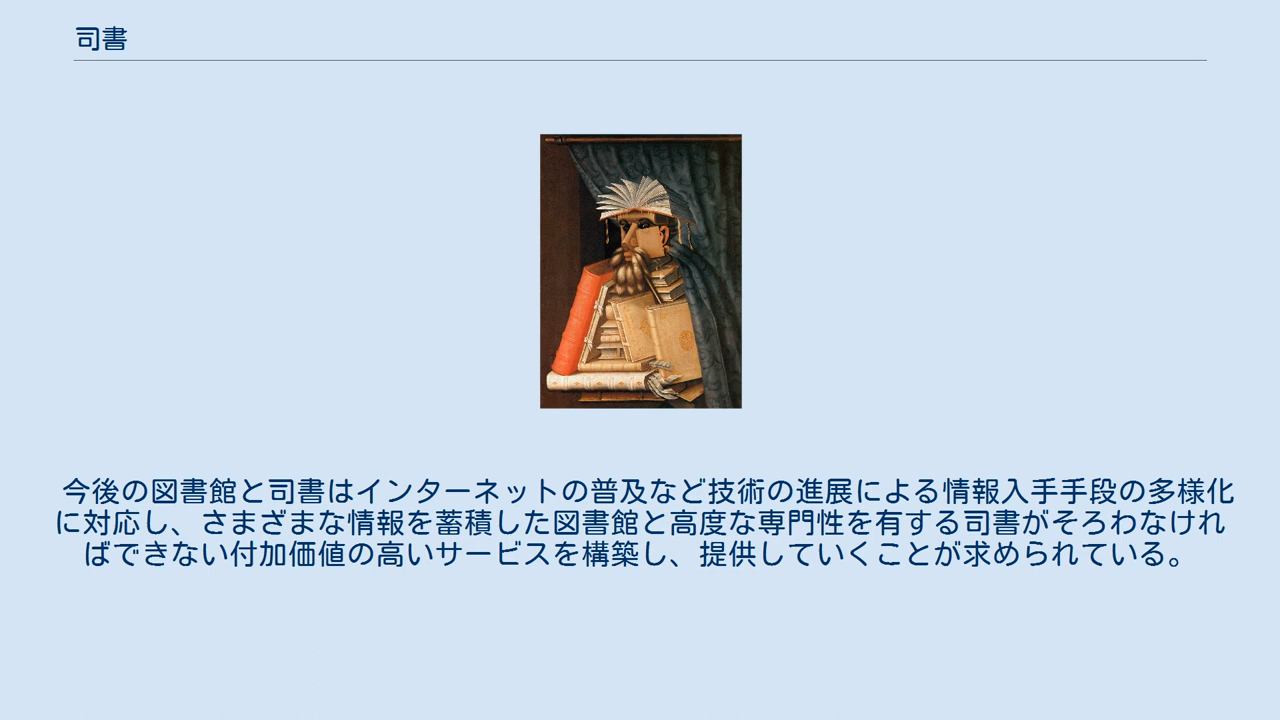 司書
今後の図書館と司書はインターネットの普及など技術の進展による情報入手手段の多様化
に対応し、さまざまな情報を蓄積した図書館と高度な専門性を有する司書がそろわなけれ
ばできない付加価値の高いサービスを構築し、提供していくことが求められている。